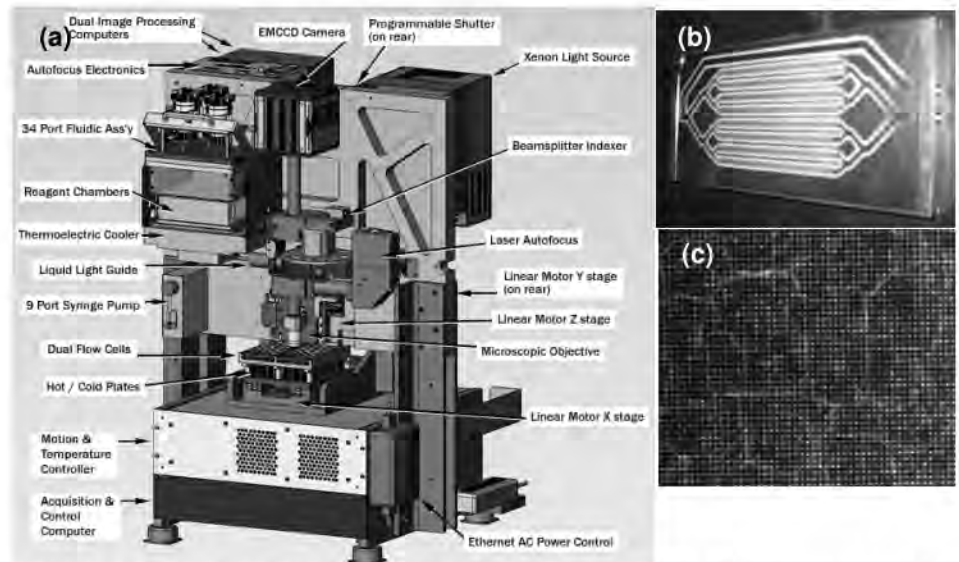 (a)
Dual Image Processing
Computers
Autofocus Electronics
34 Port Fluidic Ass'y
Reagent Chambers
Thermoelectric Cooler
Liquid Light Guide
9 Port Syringe Pump
Dual Flow Cells
Hot / Cold Plates
Motion &
Temperature
Controller
Acquisition &
Control
Computer
EMCCD Camera
Programmable Shutter
(on rear)
Xenon Light Source
Beamsplitter Indexer
Laser Autofocus
Linear Motor Y stage
(on rear)
Linear Motor Z stage
Microscopic Objective
Linear Motor X stage
Ethernet AC Power Control
(b)
(c)